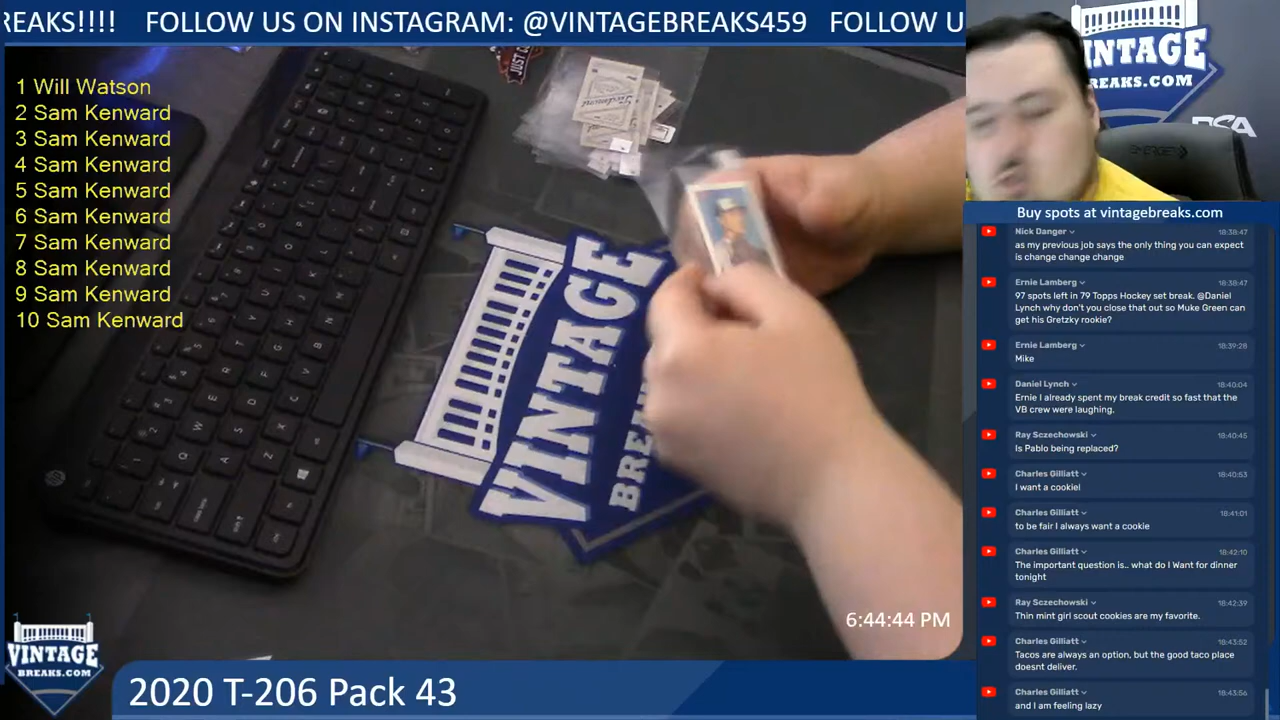 REAKS!!!! FOLLOW US ON INSTAGRAM: @VINTAGEBREAKS459 FOLLOW U
1 Will Watson
2 Sam Kenward
3 Sam Kenward
4 Sam Kenward
5 Sam Kenward
6 Sam Kenward
7 Sam Kenward
8 Sam Kenward
9 Sam Kenward
10 Sam Kenward
JUST
VINTAGE
BREA
6:44:44 PM
VINTAGE
BREAKS.COM
2020 T-206 Pack 43
INTAGE
EAKS.COM
PSA
Buy spots at vintagebreaks.com
Nick Danger 18:38:47
as my previous job says the only thing you can expect
is change change change
Ernie Lamberg 18:38:47
97 spots left in 79 Topps Hockey set break. @Daniel
Lynch why don't you close that out so Muke Green can
get his Gretzky rookie?
Ernie Lamberg 18:39:28
Mike
Daniel Lynch 18:40:04
Ernie I already spent my break credit so fast that the
VB crew were laughing.
Ray Sczechowski 18:40:45
Is Pablo being replaced?
Charles Gilliatt 18:40:53
I want a cookie!
Charles Gilliatt 18:41:01
to be fair I always want a cookie
Charles Gilliatt 18:42:10
The important question is.. what do I Want for dinner
tonight
Ray Sczechowski 18:42:39
Thin mint girl scout cookies are my favorite.
Charles Gilliatt 18:43:52
Tacos are always an option, but the good taco place
doesnt deliver.
Charles Gilliatt 18:43:56
and I am feeling lazy